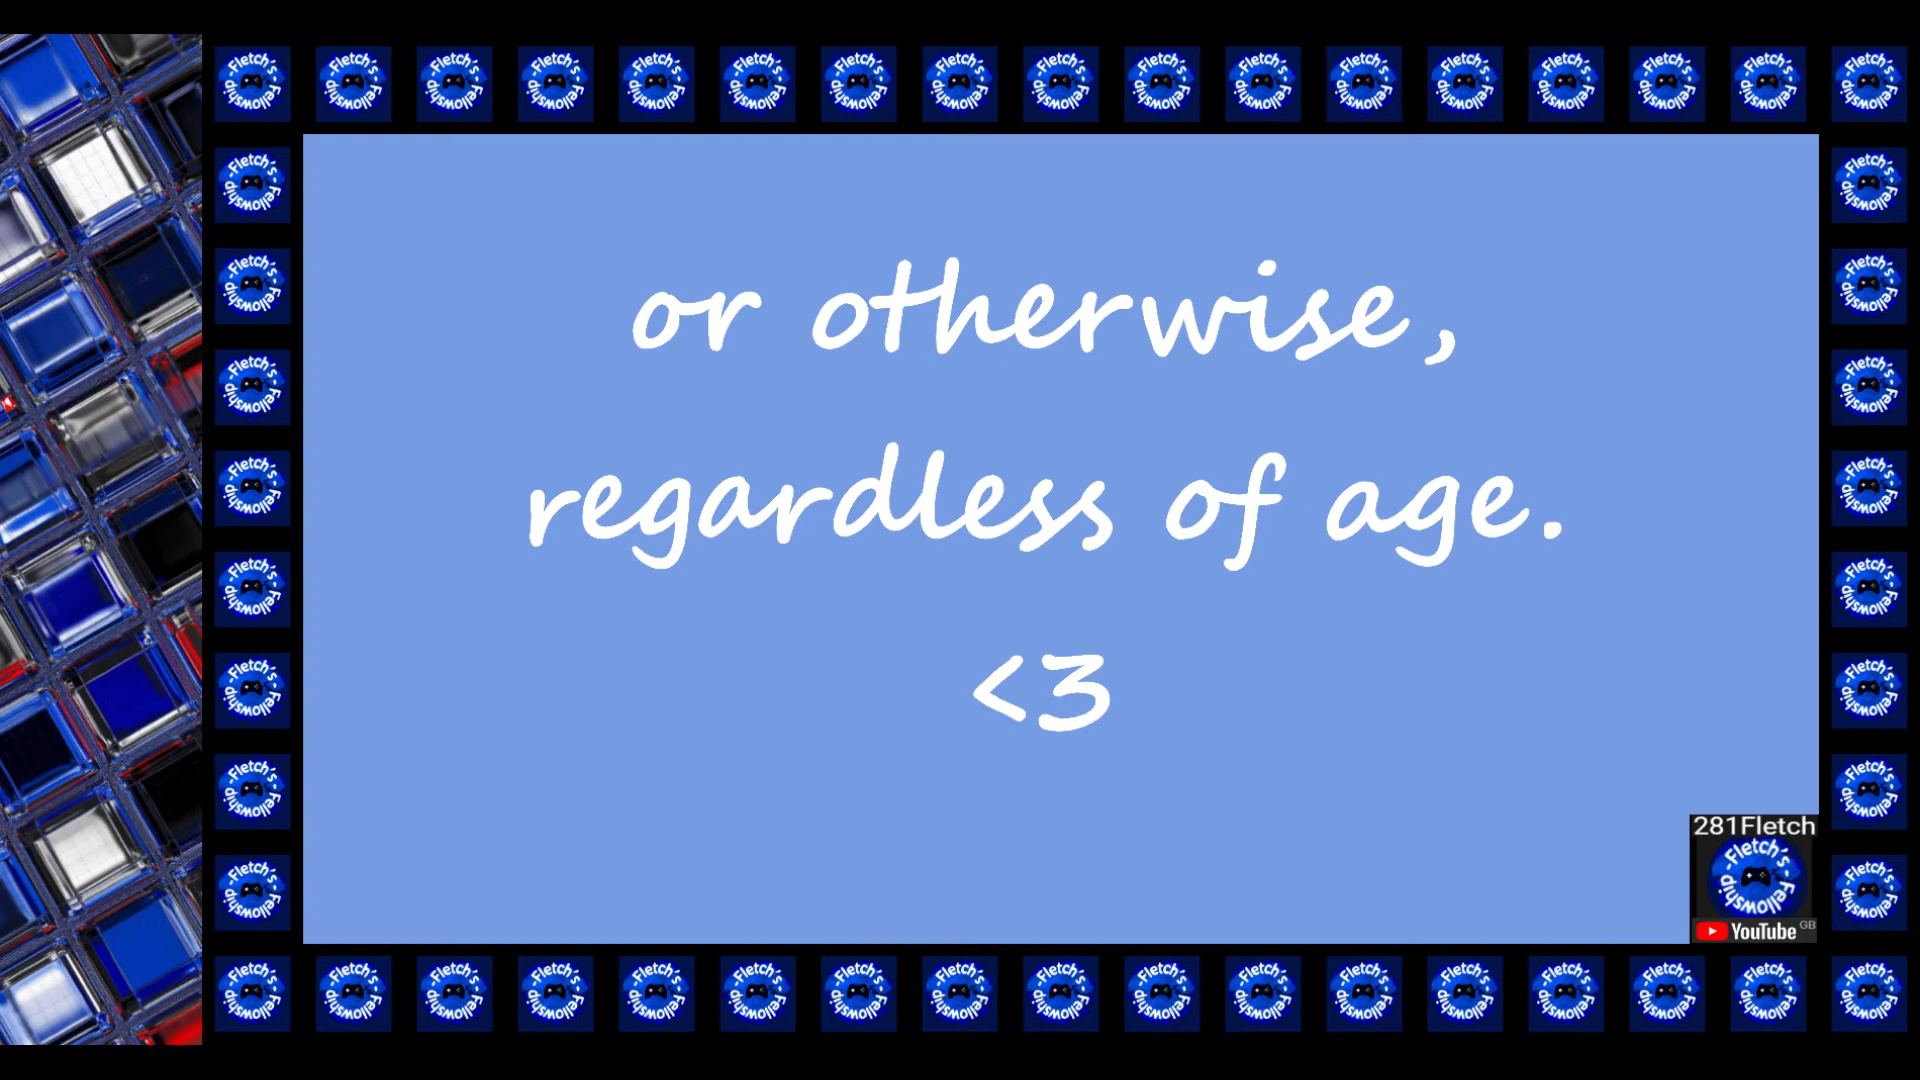 or otherwise,
regardless of age.
<3
281Fletch
-Fletch's-
Fellowship
YouTube GB